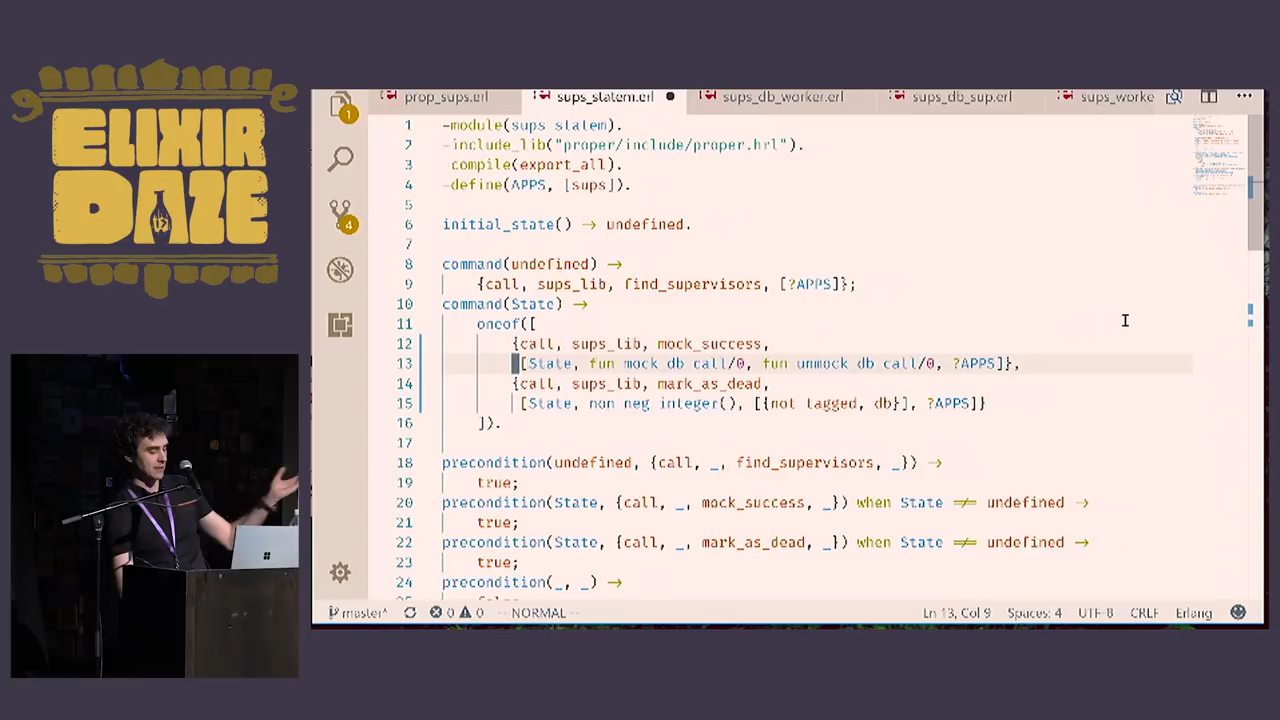 ELIXIR
DAZE
prop_sups.erl sups_statem.erl sups_db_worker.erl sups_db_sup.erl sups_worke
1 -module(sups_statem).
2 -include_lib("proper/include/proper.hrl").
3 -compile(export_all).
4 -define(APPS, [sups]).
5
6 initial_state() → undefined.
7
8 command(undefined) →
9 {call, sups_lib, find_supervisors, [?APPS]};
10 command(State) →
11 oneof([
12 {call, sups_lib, mock_success,
13 [State, fun mock_db_call/0, fun unmock_db_call/0, ?APPS]},
14 {call, sups_lib, mark_as_dead,
15 [State, non_neg_integer(), [{not_tagged, db}], ?APPS]}
16 ]).
17
18 precondition(undefined, {call, _, find_supervisors, _}) →
19 true;
20 precondition(State, {call, _, mock_success, _}) when State ≠ undefined →
21 true;
22 precondition(State, {call, _, mark_as_dead, _}) when State ≠ undefined →
23 true;
24 precondition(_, _) →
1
4
master* 0 0 -- NORMAL -- Ln 13, Col 9 Spaces: 4 UTF-8 CRLF Erlang